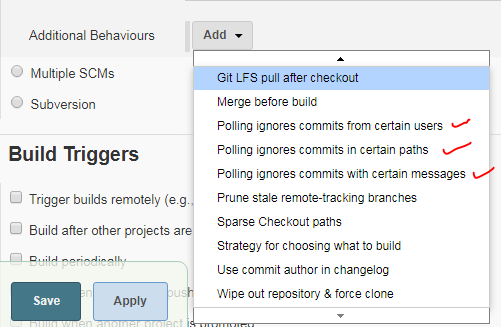 Additional Behaviours
Add
Git LFS pull after checkout
Multiple SCMs
Merge before build
Subversion
Polling ignores commits from certain users
Polling ignores commits in certain paths
Build Triggers
Polling ignores commits with certain messages
Trigger builds remotely (e.g.,
Prune stale remote-tracking branches
Sparse Checkout paths
Build after other projects are
Strategy for choosing what to build
Build periodically
Use commit author in changelog
Save
Apply
Wipe out repository & force clone
Build when another project is promoted